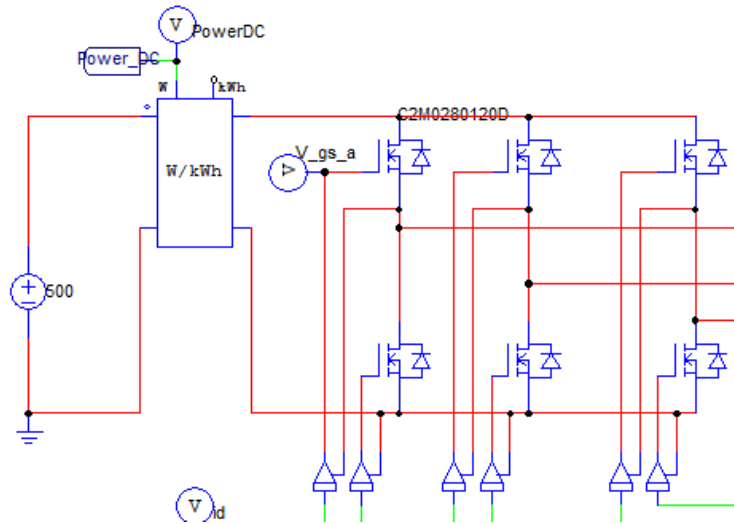 V
PowerDC
Power_DC
W
kWh
C2M0280120D
V_gs_a
V
W/kWh
500
V
id